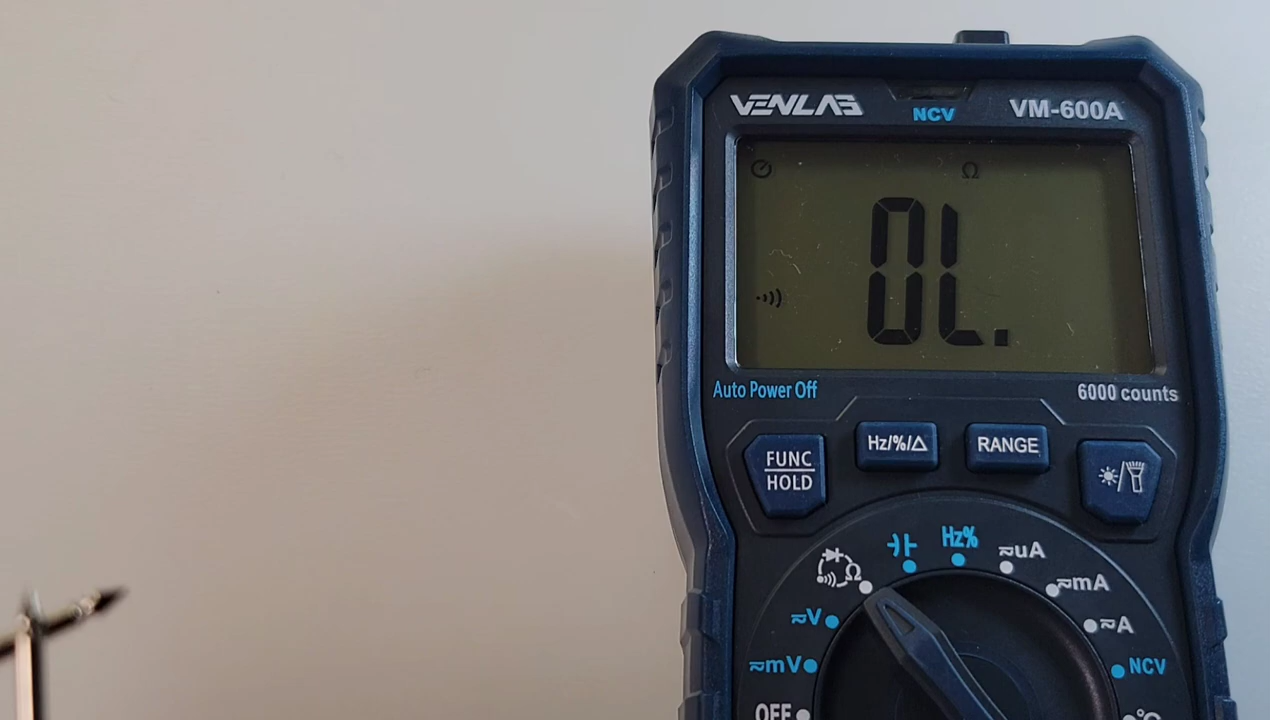 VENLAB
NCV
VM-600A
Ω
OL.
Auto Power Off
6000 counts
FUNC
HOLD
Hz/%/△
RANGE
Hz%
≂uA
Ω
≂mA
≂V
≂A
≂mV
NCV
OFF